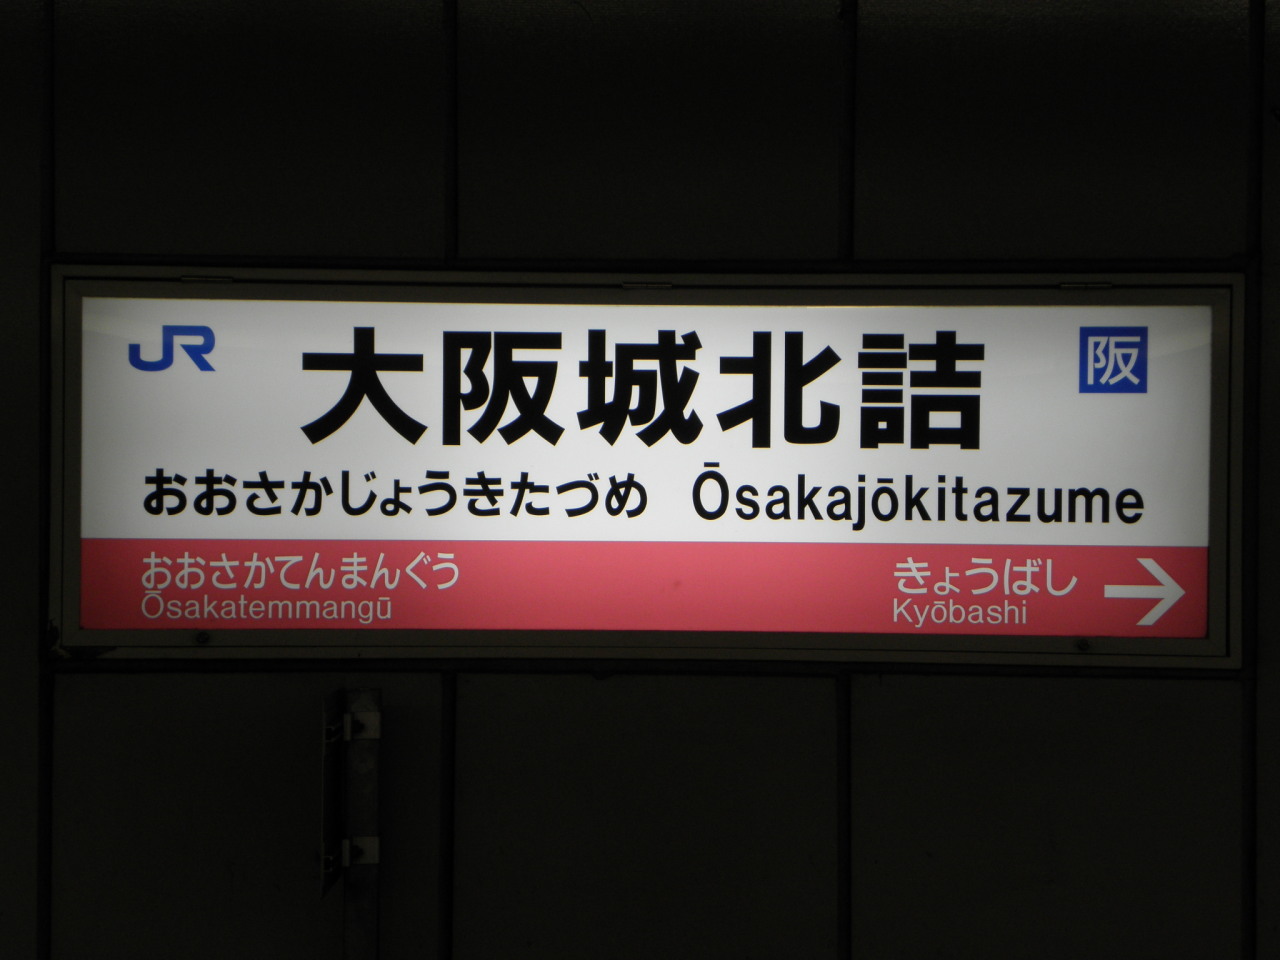 JR 大阪城北詰 阪
おおさかじょうきたづめ Ōsakajōkitazume
おおさかてんまんぐう きょうばし →
Ōsakatemmangū Kyōbashi